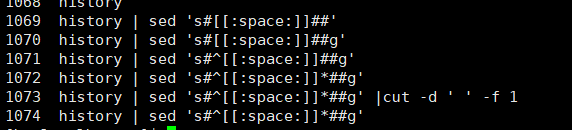 1068  history
1069  history | sed 's#[[:space:]]##'
1070  history | sed 's#[[:space:]]##g'
1071  history | sed 's#^[[:space:]]##g'
1072  history | sed 's#^[[:space:]]*##g'
1073  history | sed 's#^[[:space:]]*##g' |cut -d ' ' -f 1
1074  history | sed 's#^[[:space:]]*##g'